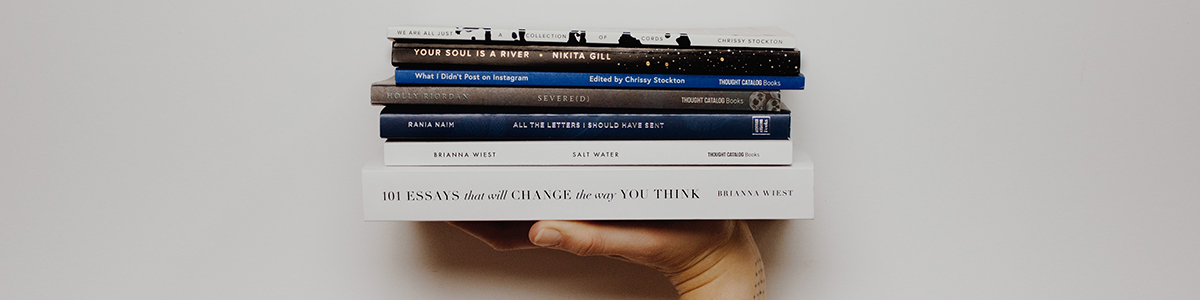 WE ARE ALL JUST A COLLECTION OF CORDS CHRISSY STOCKTON
YOUR SOUL IS A RIVER • NIKITA GILL
What I Didn't Post on Instagram Edited by Chrissy Stockton THOUGHT CATALOG Books
HOLLY RIORDAN SEVERE(D) THOUGHT CATALOG Books
RANIA NAIM ALL THE LETTERS I SHOULD HAVE SENT
BRIANNA WIEST SALT WATER THOUGHT CATALOG Books
101 ESSAYS that will CHANGE the way YOU THINK BRIANNA WIEST